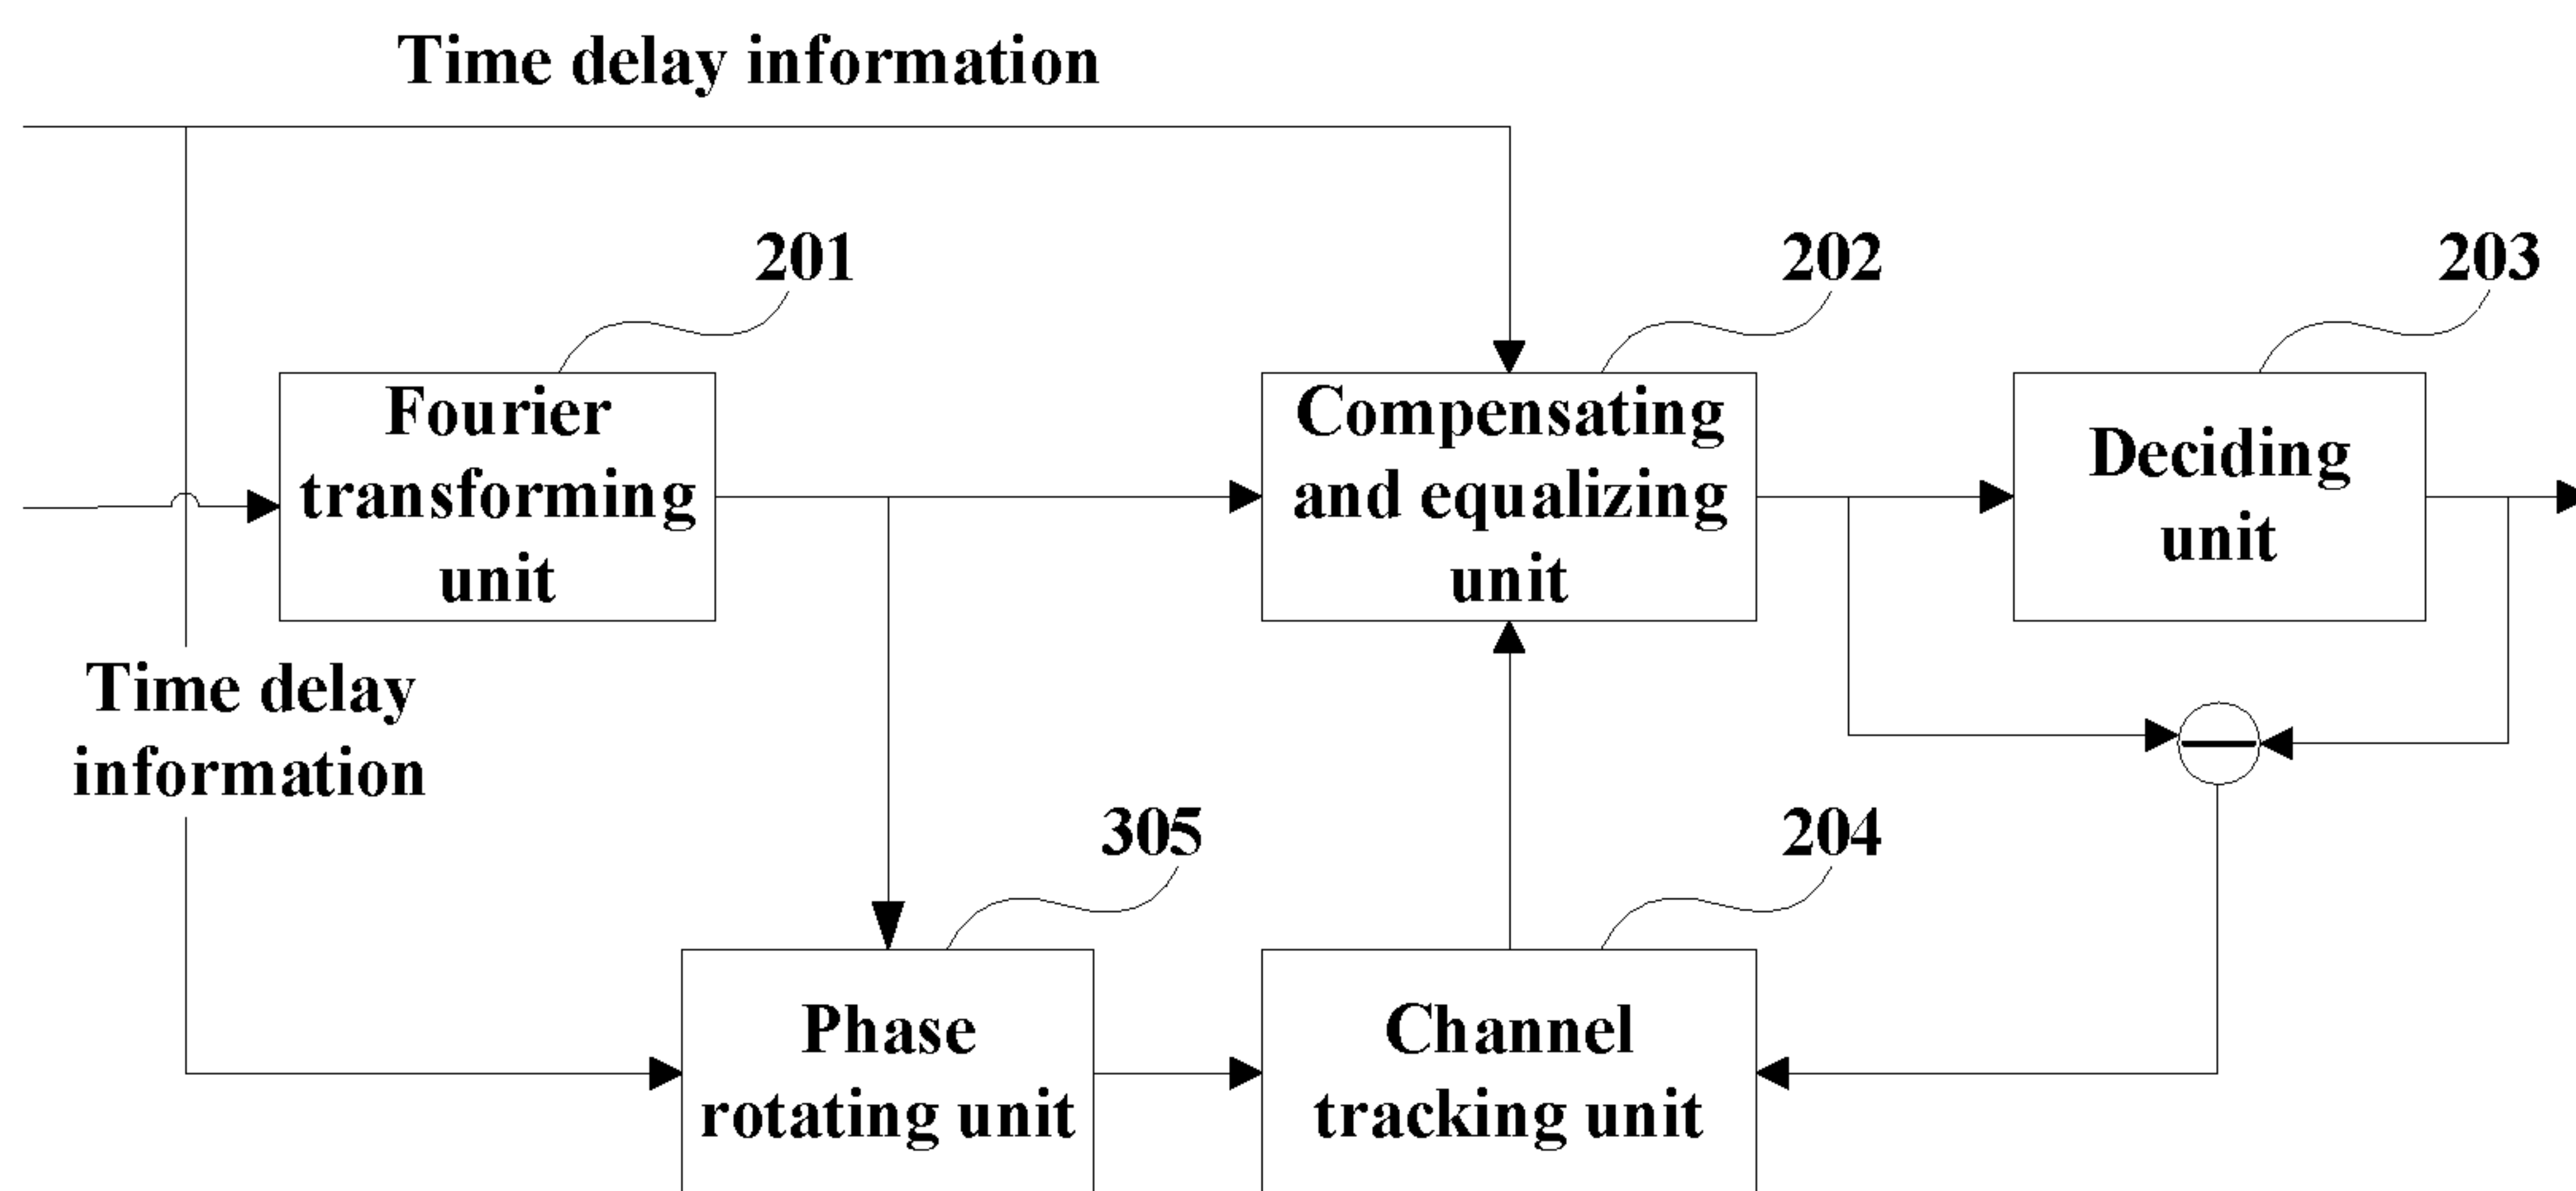 Time delay information
201
202
203
Fourier
transforming
unit
Compensating
and equalizing
unit
Deciding
unit
Time delay
information
305
204
Phase
rotating unit
Channel
tracking unit